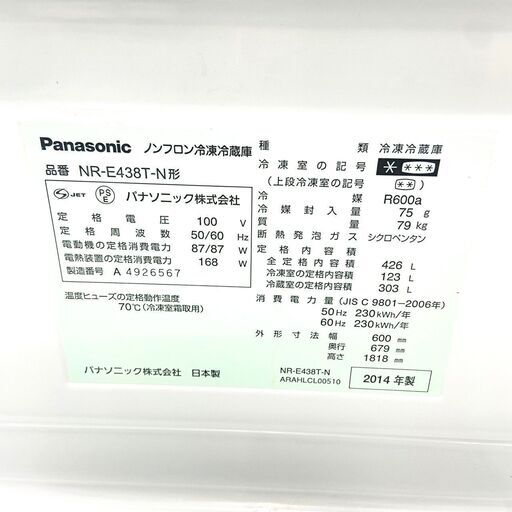 Panasonic ノンフロン冷凍冷蔵庫
品番 NR-E438T-N形
S JET PS E パナソニック株式会社
定格電圧 100 V
定格周波数 50/60 Hz
電動機の定格消費電力 87/87 W
電熱装置の定格消費電力 168 W
製造番号 A 4926567
温度ヒューズの定格動作温度
70℃(冷凍室霜取用)
パナソニック株式会社 日本製
種類 冷凍冷蔵庫
冷凍室の記号 * ***
(上段冷凍室の記号 (**) )
冷媒 R600a
冷媒封入量 75 g
質量 79 kg
断熱発泡ガス シクロペンタン
定格内容積
全定格内容積 426 L
冷凍室の定格内容積 123 L
冷蔵室の定格内容積 303 L
消費電力量(JIS C 9801-2006年)
50Hz 230kWh/年
60Hz 230kWh/年
外形寸法 幅 600 mm
奥行 679 mm
高さ 1818 mm
NR-E438T-N
ARAHLCL00510
2014 年製